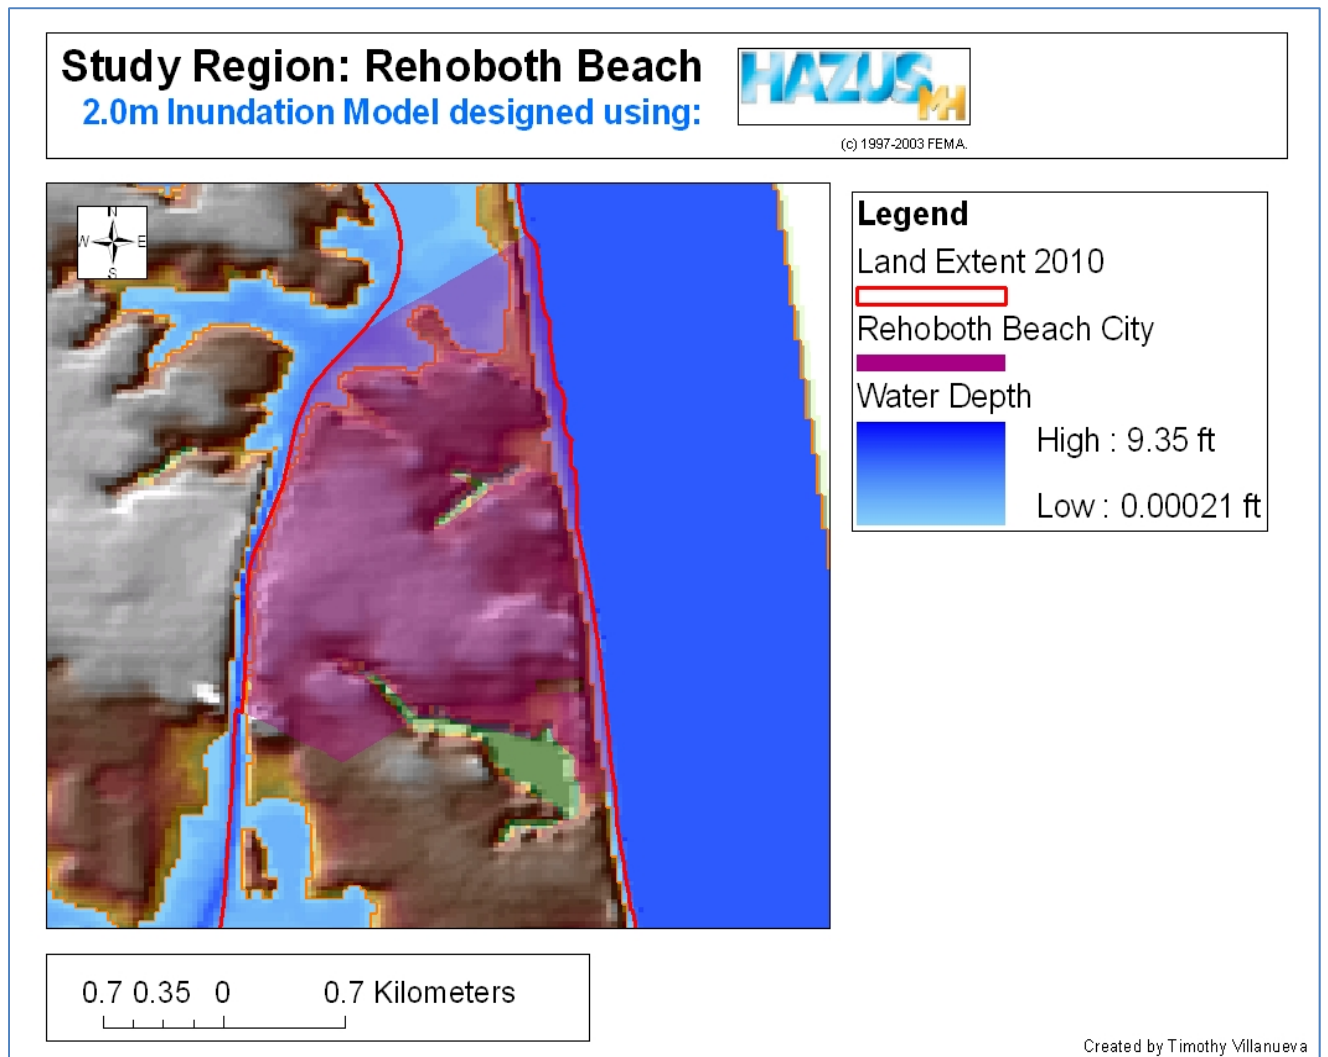 Study Region: Rehoboth Beach
2.0m Inundation Model designed using:
HAZUS MH
(c) 1997-2003 FEMA.
N
W E
S
Legend
Land Extent 2010
Rehoboth Beach City
Water Depth
High : 9.35 ft
Low : 0.00021 ft
0.7 0.35 0 0.7 Kilometers
Created by Timothy Villanueva